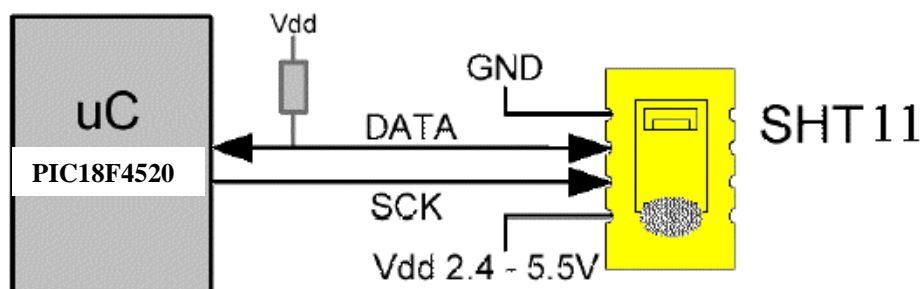 Vdd
GND
uC
DATA
SHT11
PIC18F4520
SCK
Vdd 2.4 - 5.5V